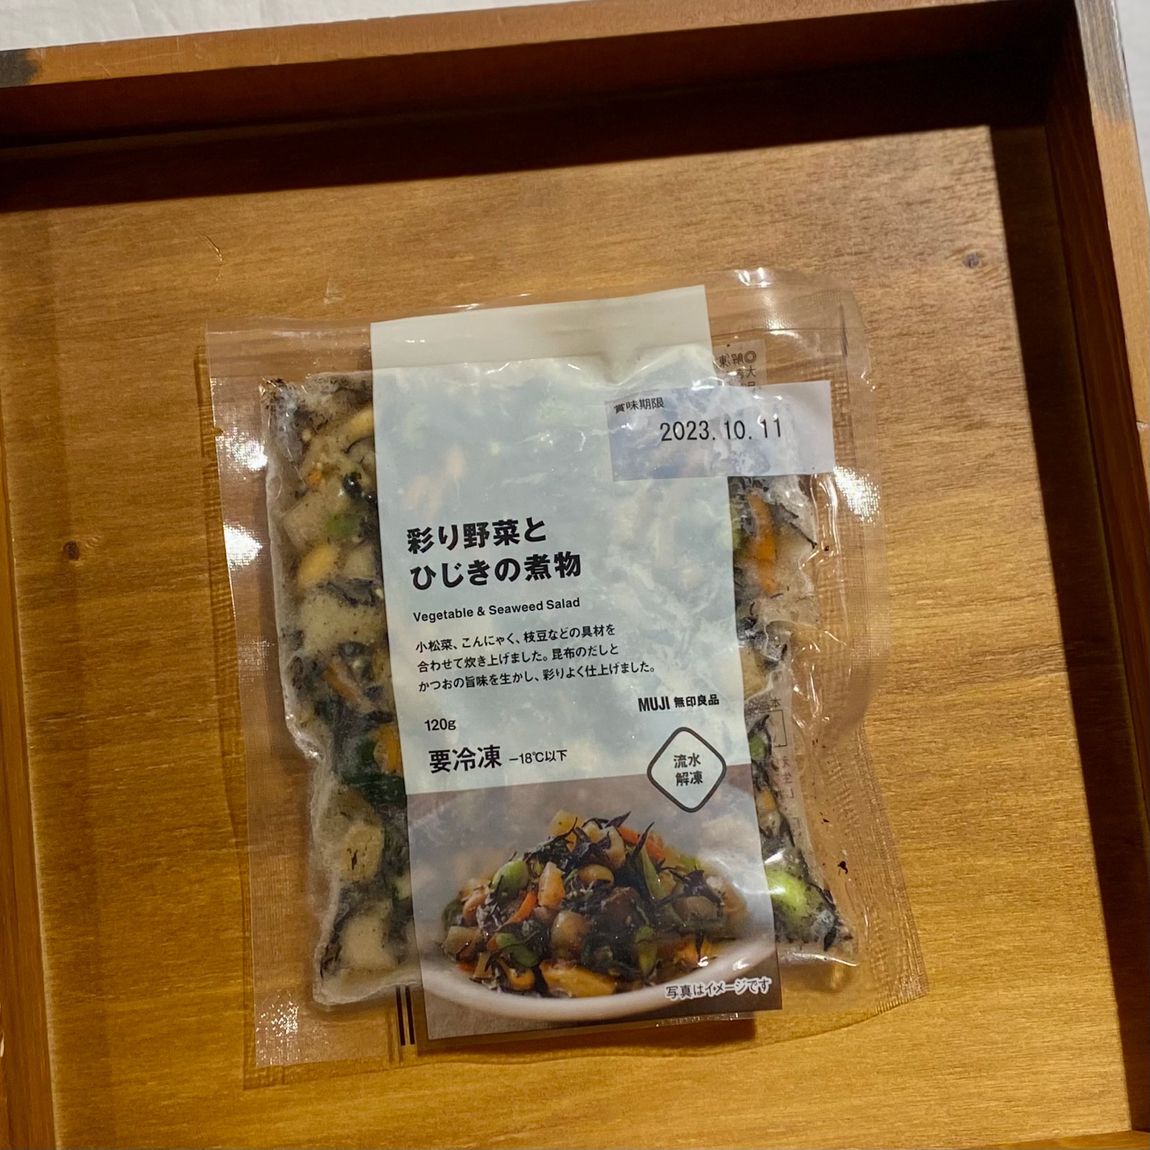 賞味期限
2023.10.11
彩り野菜と
ひじきの煮物
Vegetable & Seaweed Salad
小松菜、こんにゃく、枝豆などの具材を
合わせて炊き上げました。昆布のだしと
かつおの旨味を生かし、彩りよく仕上げました。
MUJI 無印良品
120g
要冷凍 −18℃以下
流水
解凍
写真はイメージです